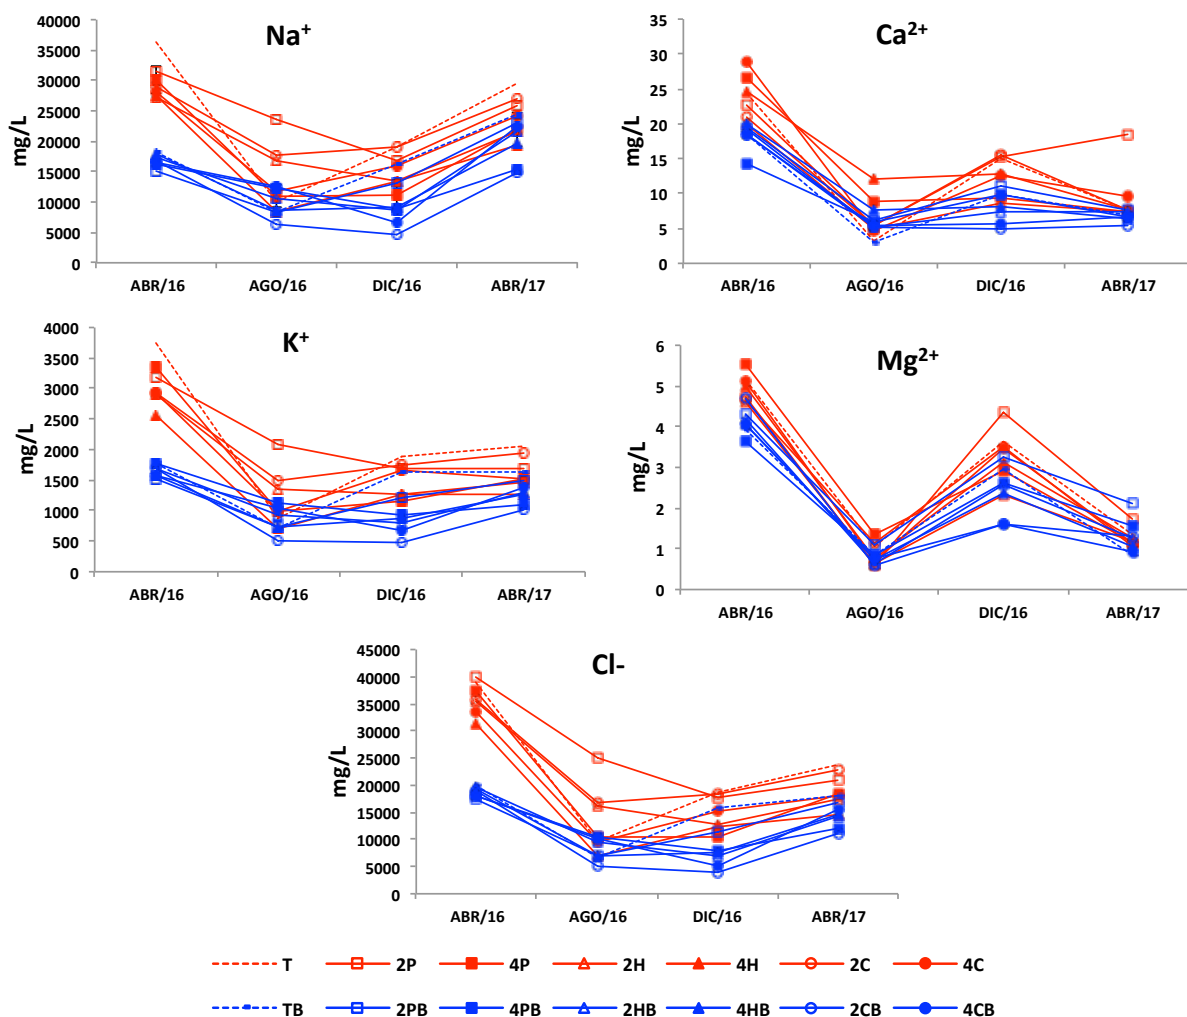 Na⁺
mg/L
40000
35000
30000
25000
20000
15000
10000
5000
0
ABR/16 AGO/16 DIC/16 ABR/17
Ca²⁺
mg/L
35
30
25
20
15
10
5
0
ABR/16 AGO/16 DIC/16 ABR/17
K⁺
mg/L
4000
3500
3000
2500
2000
1500
1000
500
0
ABR/16 AGO/16 DIC/16 ABR/17
Mg²⁺
mg/L
6
5
4
3
2
1
0
ABR/16 AGO/16 DIC/16 ABR/17
Cl-
mg/L
45000
40000
35000
30000
25000
20000
15000
10000
5000
0
ABR/16 AGO/16 DIC/16 ABR/17
T 2P 4P 2H 4H 2C 4C
TB 2PB 4PB 2HB 4HB 2CB 4CB